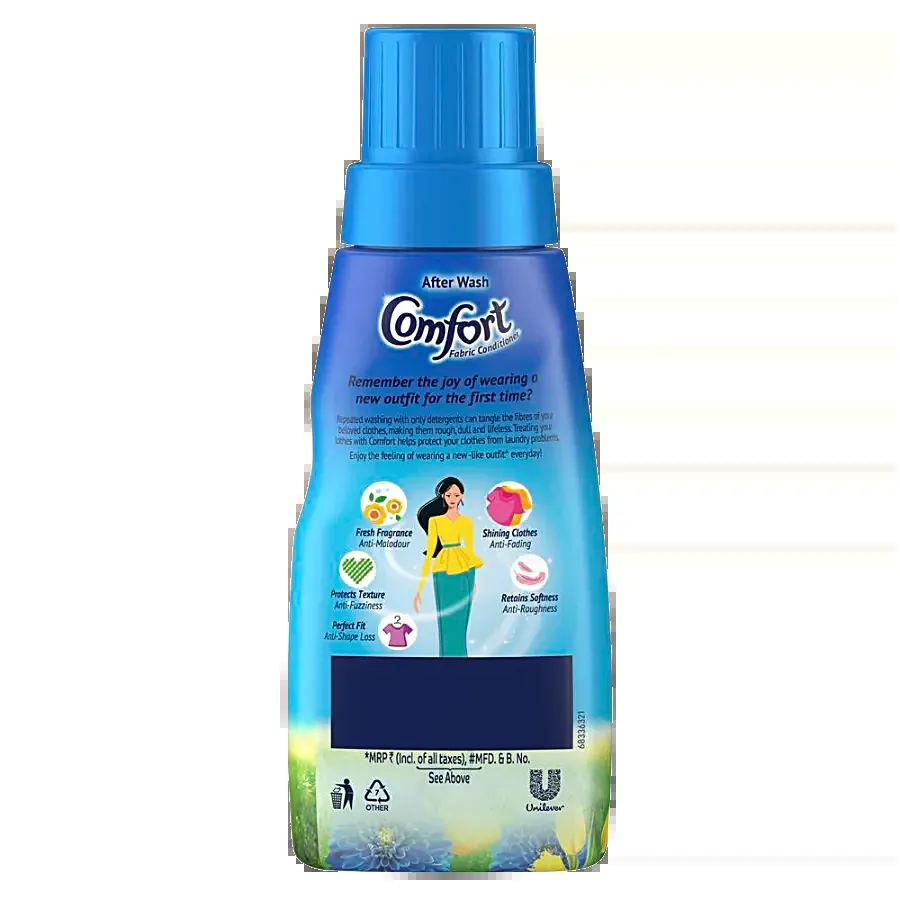 After Wash
Comfort
Fabric Conditioner
Remember the joy of wearing a
new outfit for the first time?
Repeated washing with only detergents can tangle the fibres of your
beloved clothes, making them rough, dull and lifeless. Treating your
clothes with Comfort helps protect your clothes from laundry problems.
Enjoy the feeling of wearing a new-like outfit^ everyday!
Fresh Fragrance
Anti-Malodour
Shining Clothes
Anti-Fading
Protects Texture
Anti-Fuzziness
Retains Softness
Anti-Roughness
Perfect Fit
Anti-Shape Loss
68336321
*MRP ₹ (Incl. of all taxes), #MFD. & B. No.
See Above
7
OTHER
Unilever